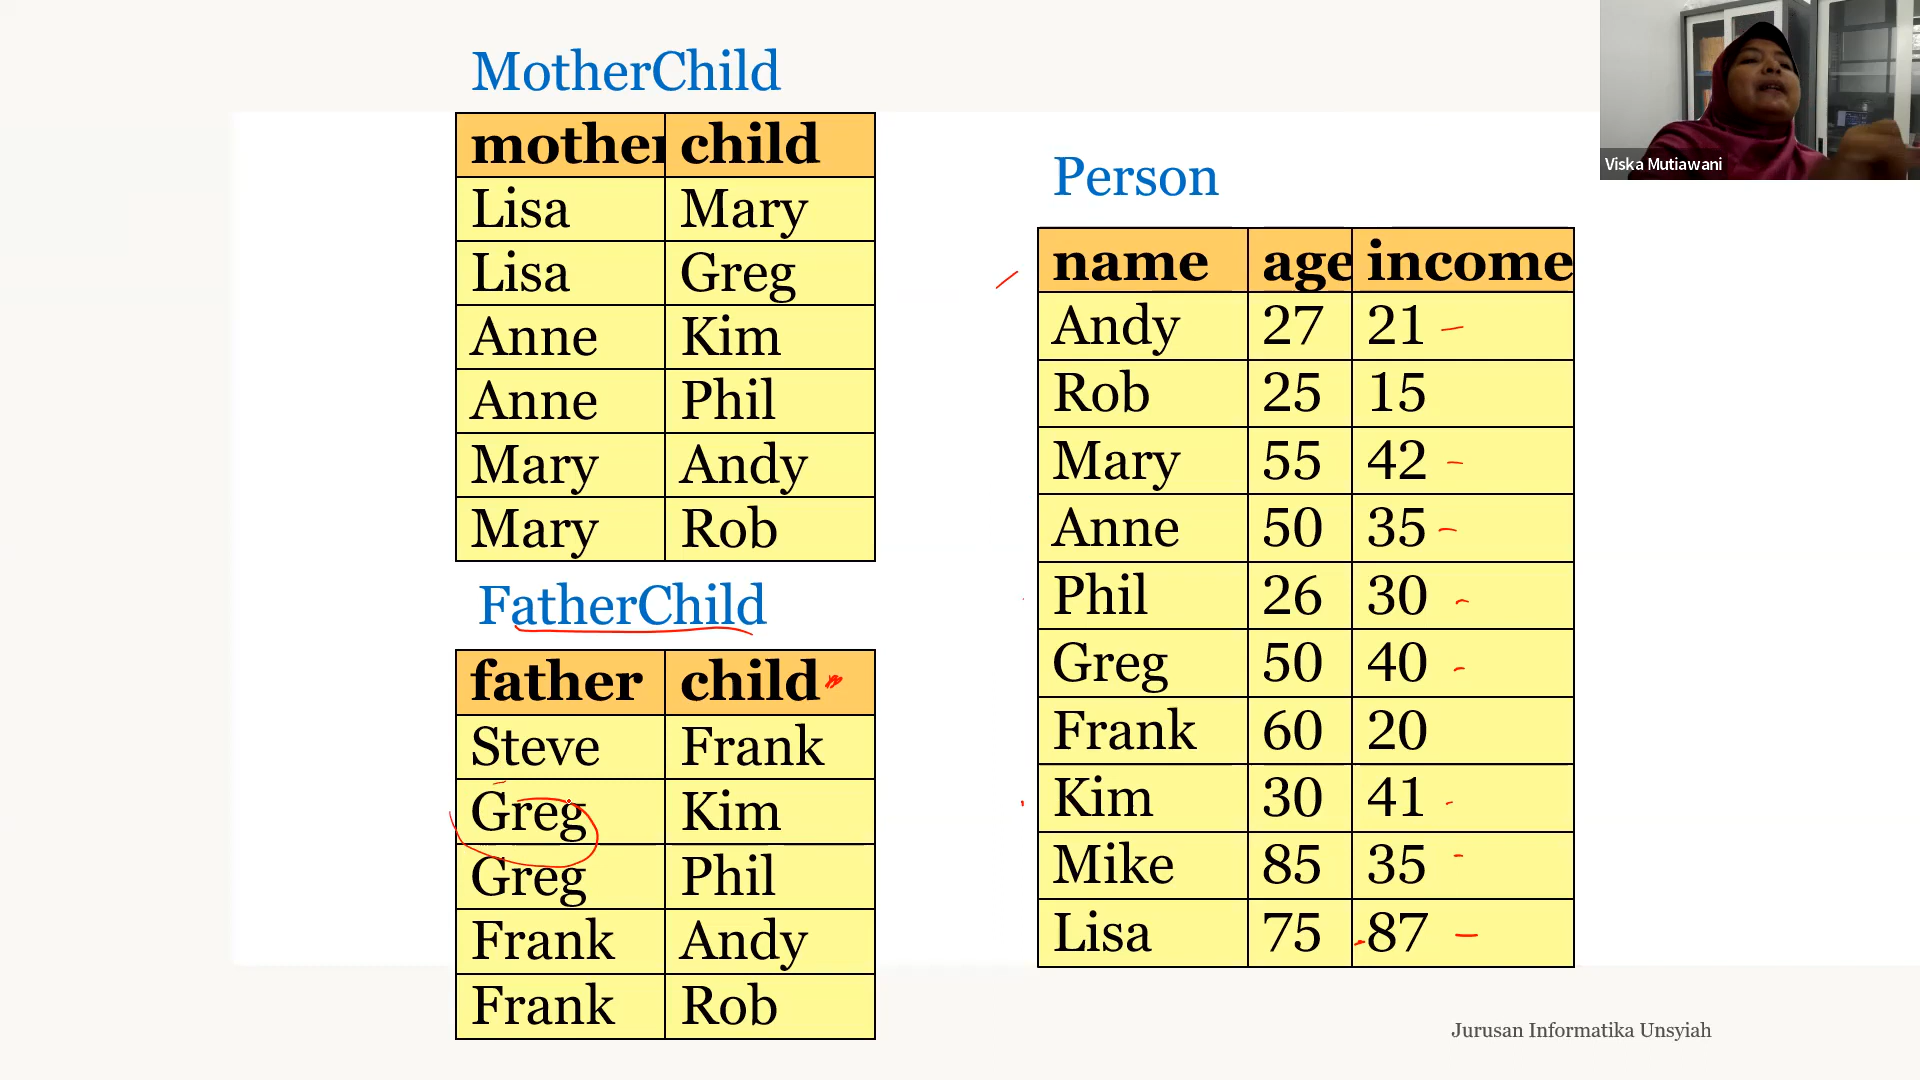 MotherChild
mother child
Lisa Mary
Lisa Greg
Anne Kim
Anne Phil
Mary Andy
Mary Rob
FatherChild
father child
Steve Frank
Greg Kim
Greg Phil
Frank Andy
Frank Rob
Person
name age income
Andy 27 21
Rob 25 15
Mary 55 42
Anne 50 35
Phil 26 30
Greg 50 40
Frank 60 20
Kim 30 41
Mike 85 35
Lisa 75 87
Viska Mutiawani
Jurusan Informatika Unsyiah